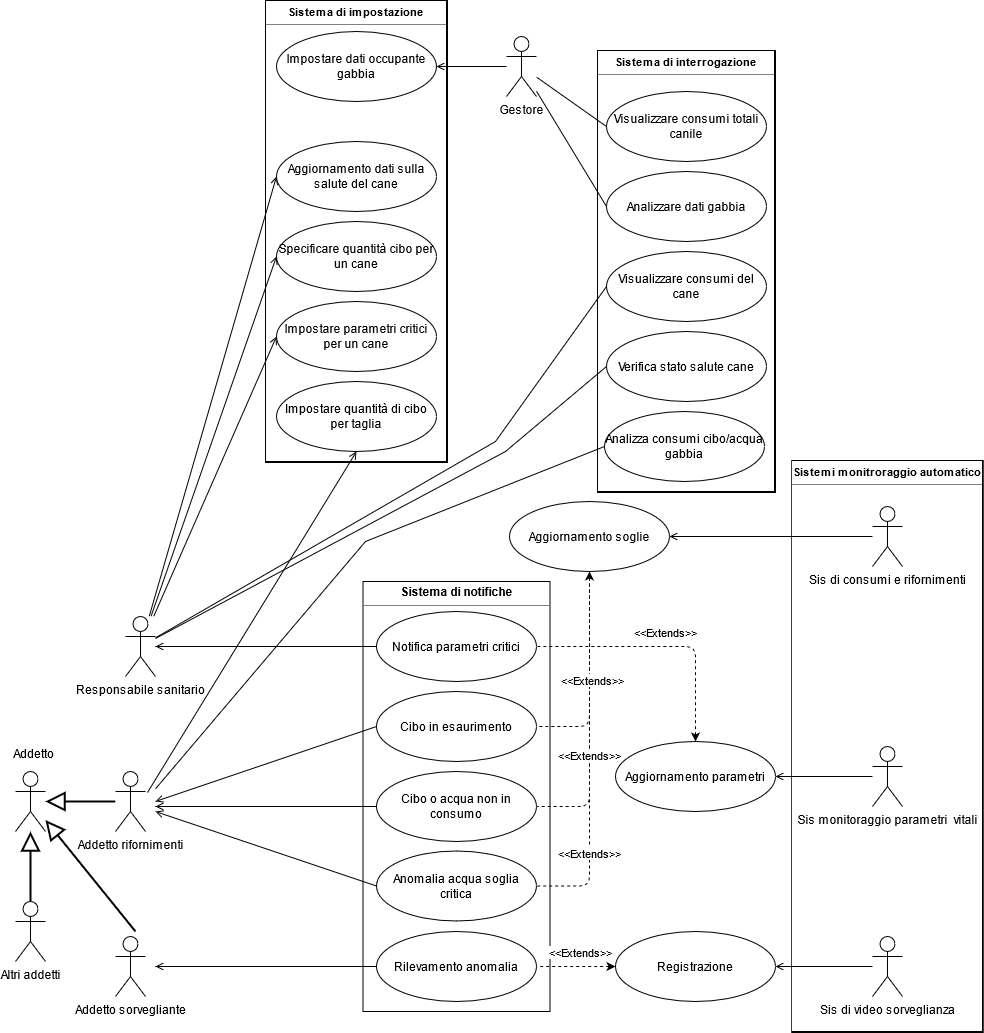 Sistema di impostazione
Impostare dati occupante
gabbia
Aggiornamento dati sulla
salute del cane
Specificare quantità cibo per
un cane
Impostare parametri critici
per un cane
Impostare quantità di cibo
per taglia
Gestore
Sistema di interrogazione
Visualizzare consumi totali
canile
Analizzare dati gabbia
Visualizzare consumi del
cane
Verifica stato salute cane
Analizza consumi cibo/acqua
gabbia
Sistemi monitroraggio automatico
Sis di consumi e rifornimenti
Sis monitoraggio parametri vitali
Sis di video sorveglianza
Aggiornamento soglie
Aggiornamento parametri
Registrazione
Sistema di notifiche
Notifica parametri critici
Cibo in esaurimento
Cibo o acqua non in
consumo
Anomalia acqua soglia
critica
Rilevamento anomalia
<<Extends>>
<<Extends>>
<<Extends>>
<<Extends>>
<<Extends>>
Responsabile sanitario
Addetto
Addetto rifornimenti
Altri addetti
Addetto sorvegliante